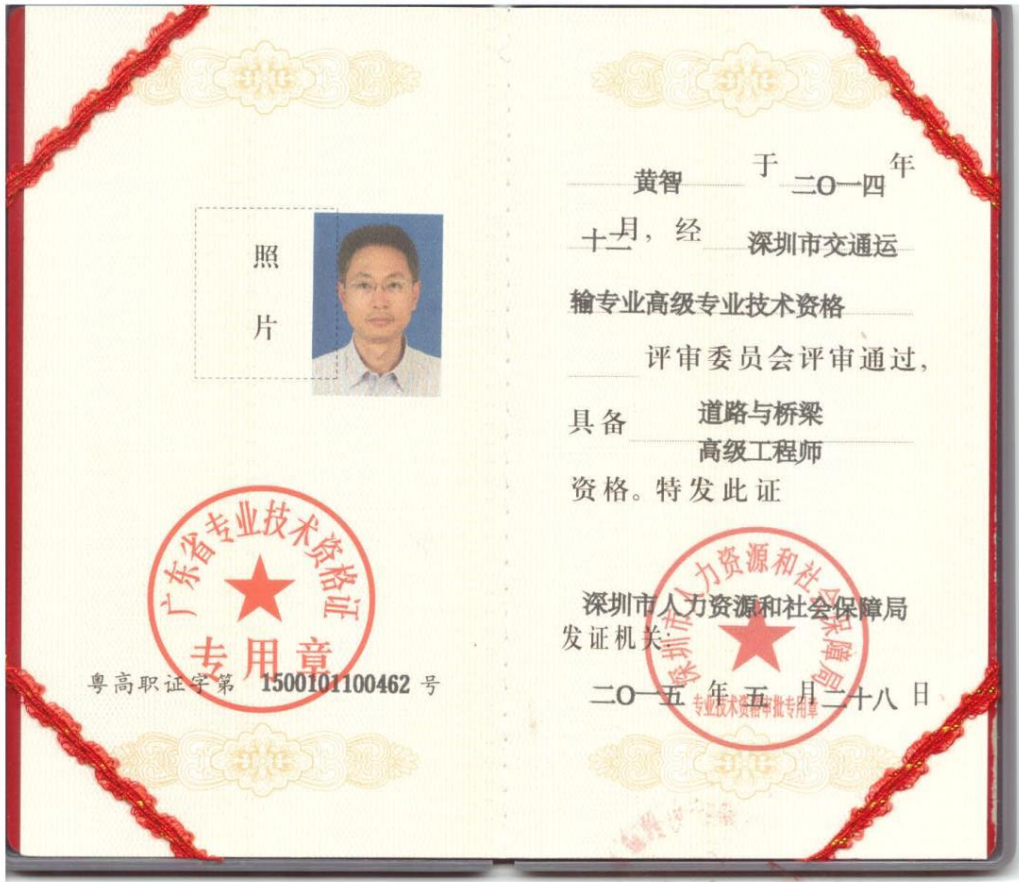 照
片
广东省专业技术资格证
专用章
粤高职证字第 1500101100462 号
黄智 于 二O一四 年
十二月，经 深圳市交通运
输专业高级专业技术资格
评审委员会评审通过，
具备 道路与桥梁
高级工程师
资格。特发此证
深圳市人力资源和社会保障局
深圳市人力资源和社会保障局
发证机关：
二O一五 年 五 月二十八 日
专业技术资格审批专用章